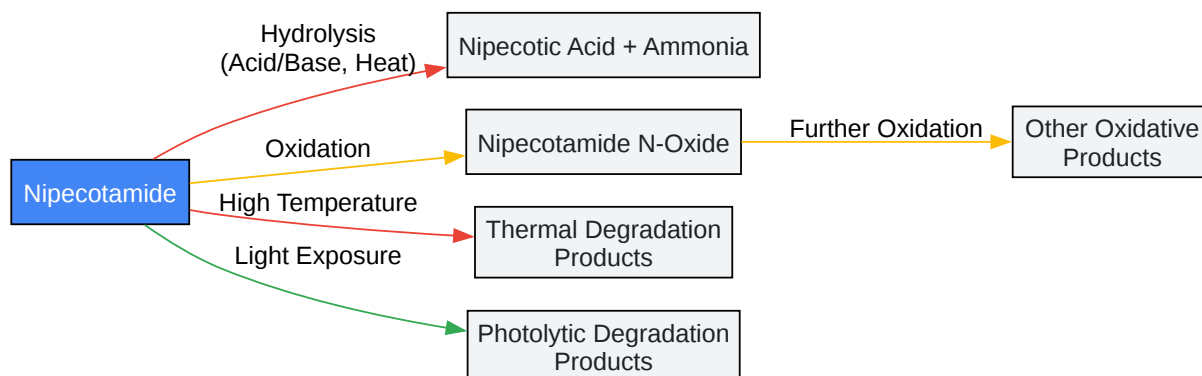 Hydrolysis
(Acid/Base, Heat)
Nipecotic Acid + Ammonia
Oxidation
Nipecotamide N-Oxide
Further Oxidation
Other Oxidative
Products
Nipecotamide
High Temperature
Thermal Degradation
Products
Light Exposure
Photolytic Degradation
Products